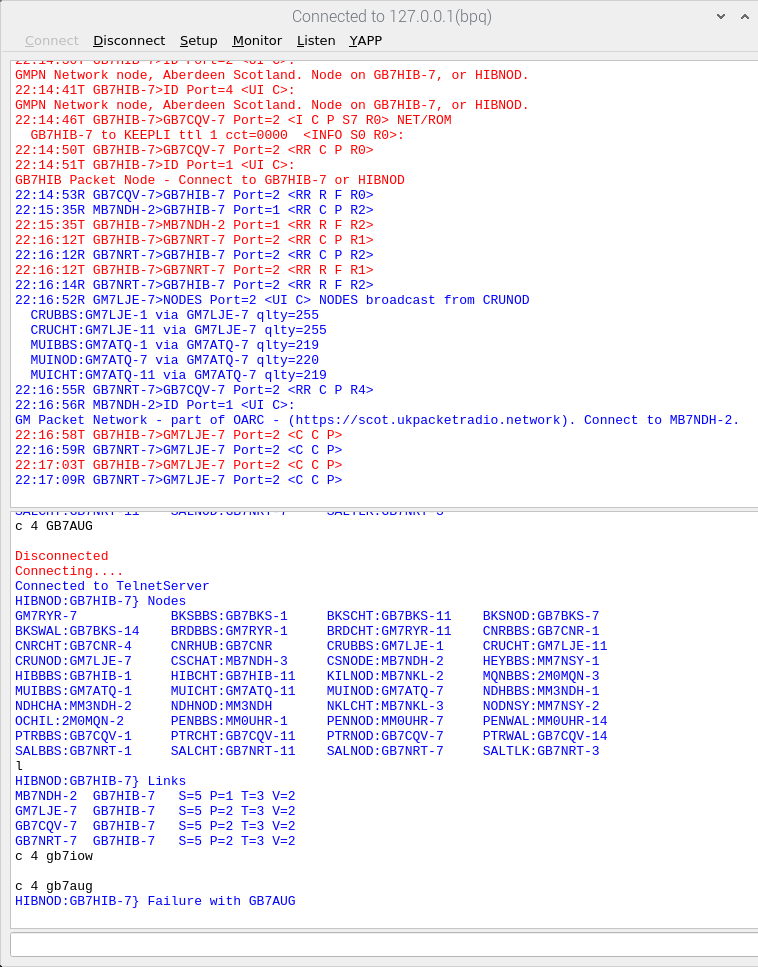 Connected to 127.0.0.1(bpq)
Connect Disconnect Setup Monitor Listen YAPP
22:14:36T GB7HIB-7>ID Port=2 <UI C>:
GMPN Network node, Aberdeen Scotland. Node on GB7HIB-7, or HIBNOD.
22:14:41T GB7HIB-7>ID Port=4 <UI C>:
GMPN Network node, Aberdeen Scotland. Node on GB7HIB-7, or HIBNOD.
22:14:46T GB7HIB-7>GB7CQV-7 Port=2 <I C P S7 R0> NET/ROM
  GB7HIB-7 to KEEPLI ttl 1 cct=0000  <INFO S0 R0>:
22:14:50T GB7HIB-7>GB7CQV-7 Port=2 <RR C P R0>
22:14:51T GB7HIB-7>ID Port=1 <UI C>:
GB7HIB Packet Node - Connect to GB7HIB-7 or HIBNOD
22:14:53R GB7CQV-7>GB7HIB-7 Port=2 <RR R F R0>
22:15:35R MB7NDH-2>GB7HIB-7 Port=1 <RR C P R2>
22:15:35T GB7HIB-7>MB7NDH-2 Port=1 <RR R F R2>
22:16:12T GB7HIB-7>GB7NRT-7 Port=2 <RR C P R1>
22:16:12R GB7NRT-7>GB7HIB-7 Port=2 <RR C P R2>
22:16:12T GB7HIB-7>GB7NRT-7 Port=2 <RR R F R1>
22:16:14R GB7NRT-7>GB7HIB-7 Port=2 <RR R F R2>
22:16:52R GM7LJE-7>NODES Port=2 <UI C> NODES broadcast from CRUNOD
  CRUBBS:GM7LJE-1 via GM7LJE-7 qlty=255
  CRUCHT:GM7LJE-11 via GM7LJE-7 qlty=255
  MUIBBS:GM7ATQ-1 via GM7ATQ-7 qlty=219
  MUINOD:GM7ATQ-7 via GM7ATQ-7 qlty=220
  MUICHT:GM7ATQ-11 via GM7ATQ-7 qlty=219
22:16:55R GB7NRT-7>GB7CQV-7 Port=2 <RR C P R4>
22:16:56R MB7NDH-2>ID Port=1 <UI C>:
GM Packet Network - part of OARC - (https://scot.ukpacketradio.network). Connect to MB7NDH-2.
22:16:58T GB7HIB-7>GM7LJE-7 Port=2 <C C P>
22:16:59R GB7NRT-7>GM7LJE-7 Port=2 <C C P>
22:17:03T GB7HIB-7>GM7LJE-7 Port=2 <C C P>
22:17:09R GB7NRT-7>GM7LJE-7 Port=2 <C C P>
SALCHT:GB7NRT-11    SALNOD:GB7NRT-7     SALTLK:GB7NRT-3
c 4 GB7AUG
Disconnected
Connecting....
Connected to TelnetServer
HIBNOD:GB7HIB-7} Nodes
GM7RYR-7            BKSBBS:GB7BKS-1     BKSCHT:GB7BKS-11    BKSNOD:GB7BKS-7
BKSWAL:GB7BKS-14    BRDBBS:GM7RYR-1     BRDCHT:GM7RYR-11    CNRBBS:GB7CNR-1
CNRCHT:GB7CNR-4     CNRHUB:GB7CNR       CRUBBS:GM7LJE-1     CRUCHT:GM7LJE-11
CRUNOD:GM7LJE-7     CSCHAT:MB7NDH-3     CSNODE:MB7NDH-2     HEYBBS:MM7NSY-1
HIBBBS:GB7HIB-1     HIBCHT:GB7HIB-11    KILNOD:MB7NKL-2     MQNBBS:2M0MQN-3
MUIBBS:GM7ATQ-1     MUICHT:GM7ATQ-11    MUINOD:GM7ATQ-7     NDHBBS:MM3NDH-1
NDHCHA:MM3NDH-2     NDHNOD:MM3NDH       NKLCHT:MB7NKL-3     NODNSY:MM7NSY-2
OCHIL:2M0MQN-2      PENBBS:MM0UHR-1     PENNOD:MM0UHR-7     PENWAL:MM0UHR-14
PTRBBS:GB7CQV-1     PTRCHT:GB7CQV-11    PTRNOD:GB7CQV-7     PTRWAL:GB7CQV-14
SALBBS:GB7NRT-1     SALCHT:GB7NRT-11    SALNOD:GB7NRT-7     SALTLK:GB7NRT-3
l
HIBNOD:GB7HIB-7} Links
MB7NDH-2  GB7HIB-7   S=5 P=1 T=3 V=2
GM7LJE-7  GB7HIB-7   S=5 P=2 T=3 V=2
GB7CQV-7  GB7HIB-7   S=5 P=2 T=3 V=2
GB7NRT-7  GB7HIB-7   S=5 P=2 T=3 V=2
c 4 gb7iow
c 4 gb7aug
HIBNOD:GB7HIB-7} Failure with GB7AUG